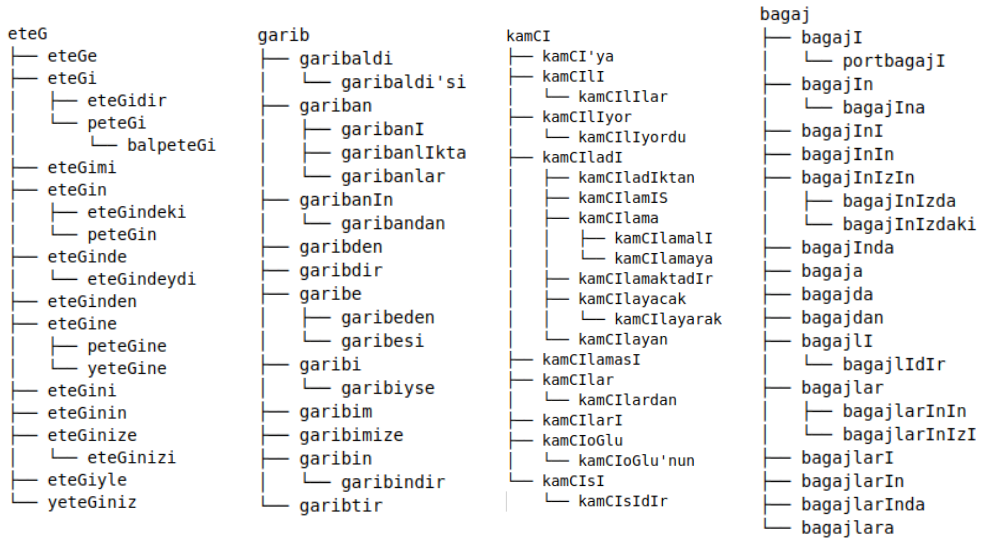 eteG
├── eteGe
├── eteGi
│   ├── eteGidir
│   └── peteGi
│       └── balpeteGi
├── eteGimi
├── eteGin
│   ├── eteGindeki
│   └── peteGin
├── eteGinde
│   └── eteGindeydi
├── eteGinden
├── eteGine
│   ├── peteGine
│   └── yeteGine
├── eteGini
├── eteGinin
├── eteGinize
│   └── eteGinizi
├── eteGiyle
└── yeteGiniz
garib
├── garibaldi
│   └── garibaldi'si
├── gariban
│   ├── garibanI
│   ├── garibanlIkta
│   └── garibanlar
├── garibanIn
│   └── garibandan
├── garibden
├── garibdir
├── garibe
│   ├── garibeden
│   └── garibesi
├── garibi
│   └── garibiyse
├── garibim
├── garibimize
├── garibin
│   └── garibindir
└── garibtir
kamCI
├── kamCI'ya
├── kamCIlI
│   └── kamCIlIlar
├── kamCIlIyor
│   └── kamCIlIyordu
├── kamCIladI
│   ├── kamCIladIktan
│   ├── kamCIlamIS
│   ├── kamCIlama
│   │   ├── kamCIlamalI
│   │   └── kamCIlamaya
│   ├── kamCIlamaktadIr
│   ├── kamCIlayacak
│   │   └── kamCIlayarak
│   └── kamCIlayan
├── kamCIlamasI
├── kamCIlar
│   └── kamCIlardan
├── kamCIlarI
├── kamCIoGlu
│   └── kamCIoGlu'nun
└── kamCIsI
    └── kamCIsIdIr
bagaj
├── bagajI
│   └── portbagajI
├── bagajIn
│   └── bagajIna
├── bagajInI
├── bagajInIn
├── bagajInIzIn
│   ├── bagajInIzda
│   └── bagajInIzdaki
├── bagajInda
├── bagaja
├── bagajda
├── bagajdan
├── bagajlI
│   └── bagajlIdIr
├── bagajlar
│   ├── bagajlarInIn
│   └── bagajlarInIzI
├── bagajlarI
├── bagajlarIn
├── bagajlarInda
└── bagajlara